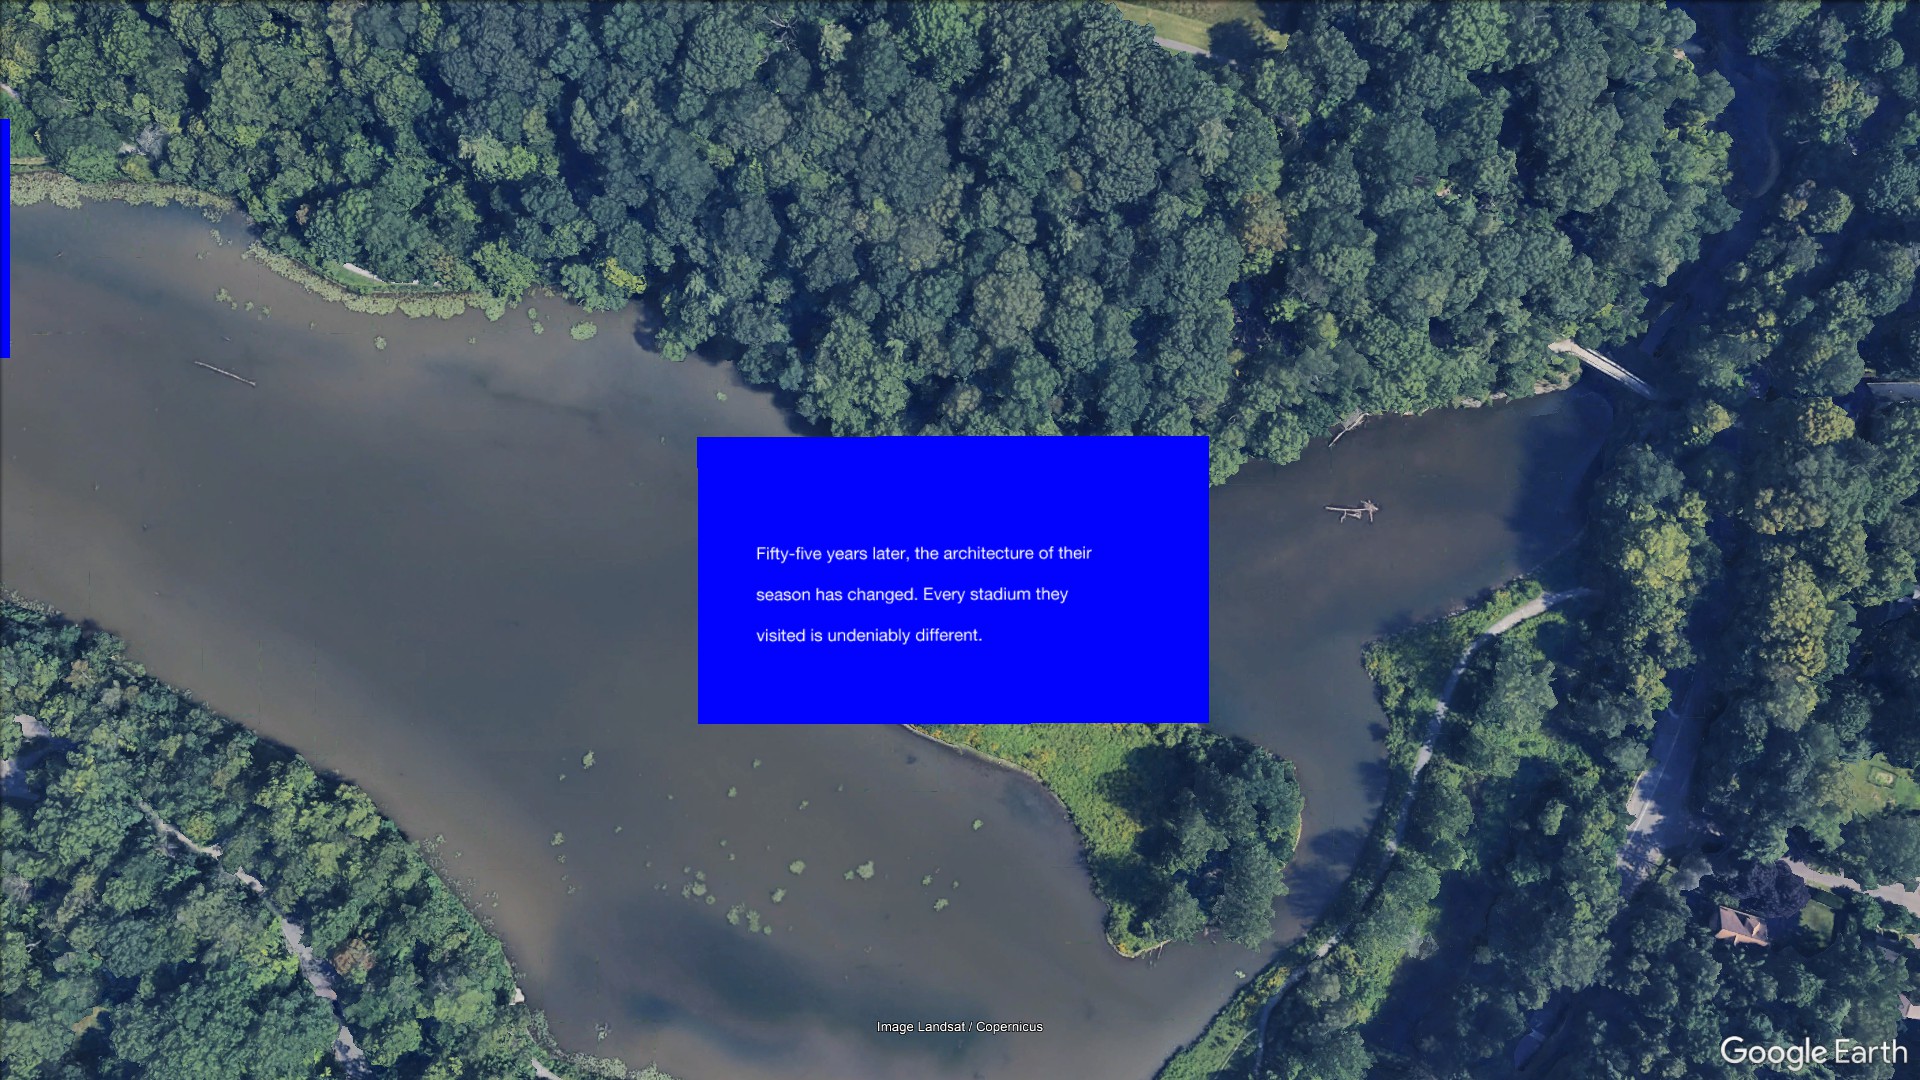 Fifty-five years later, the architecture of their
season has changed. Every stadium they
visited is undeniably different.
Image Landsat / Copernicus
Google Earth